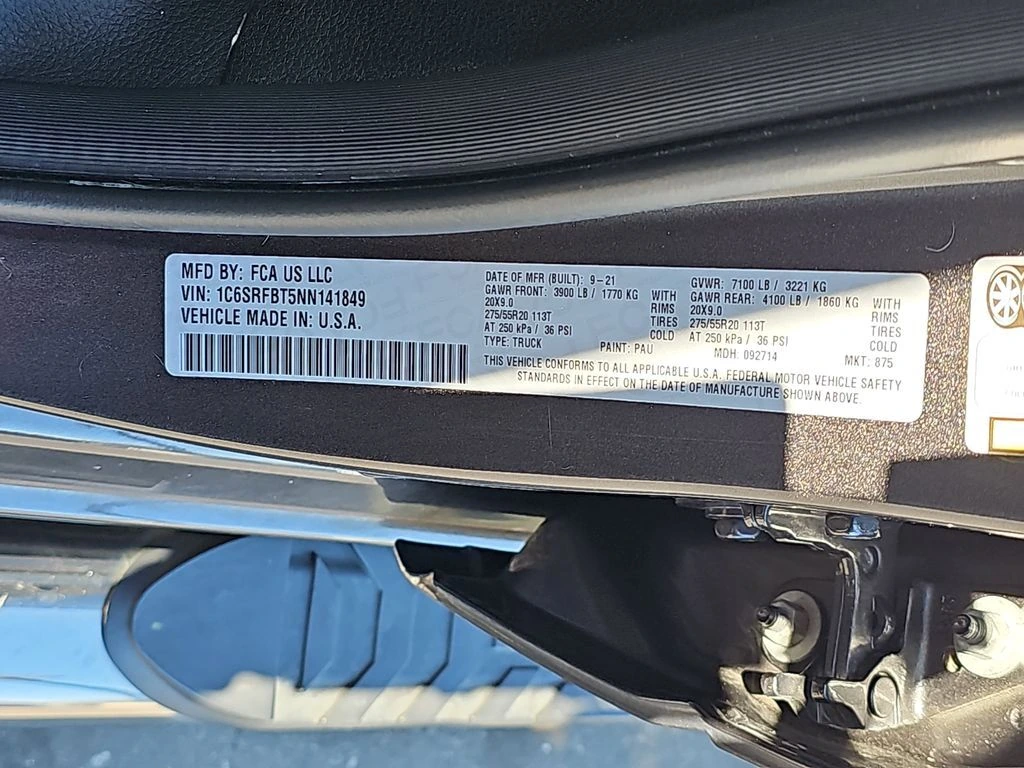 MFD BY: FCA US LLC
VIN: 1C6SRFBT5NN141849
VEHICLE MADE IN: U.S.A.
DATE OF MFR (BUILT): 9-21
GAWR FRONT: 3900 LB / 1770 KG WITH
20X9.0 RIMS
275/55R20 113T TIRES
AT 250 kPa / 36 PSI COLD
TYPE: TRUCK PAINT: PAU
GVWR: 7100 LB / 3221 KG
GAWR REAR: 4100 LB / 1860 KG WITH
20X9.0 RIMS
275/55R20 113T TIRES
AT 250 kPa / 36 PSI COLD
MDH: 092714 MKT: 875
THIS VEHICLE CONFORMS TO ALL APPLICABLE U.S.A. FEDERAL MOTOR VEHICLE SAFETY
STANDARDS IN EFFECT ON THE DATE OF MANUFACTURE SHOWN ABOVE.